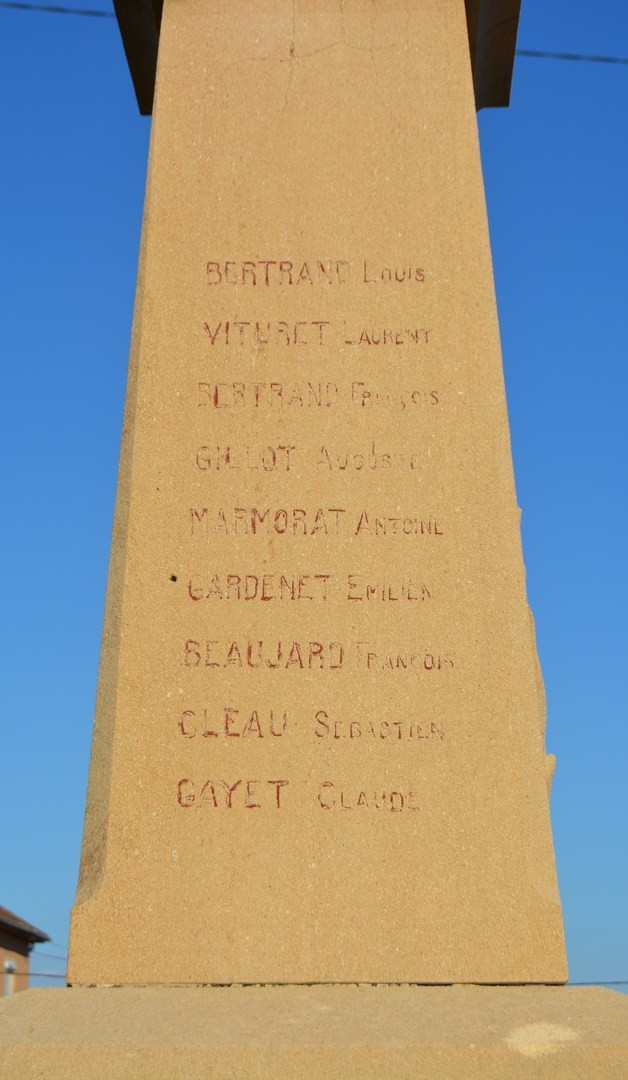 BERTRAND Louis
VITURET LAURENT
BERTRAND François
GILLOT AUGUSTE
MARMORAT ANTOINE
GARDENET EMILIEN
BEAUJARD FRANÇOIS
CLEAU SEBASTIEN
GAYET CLAUDE